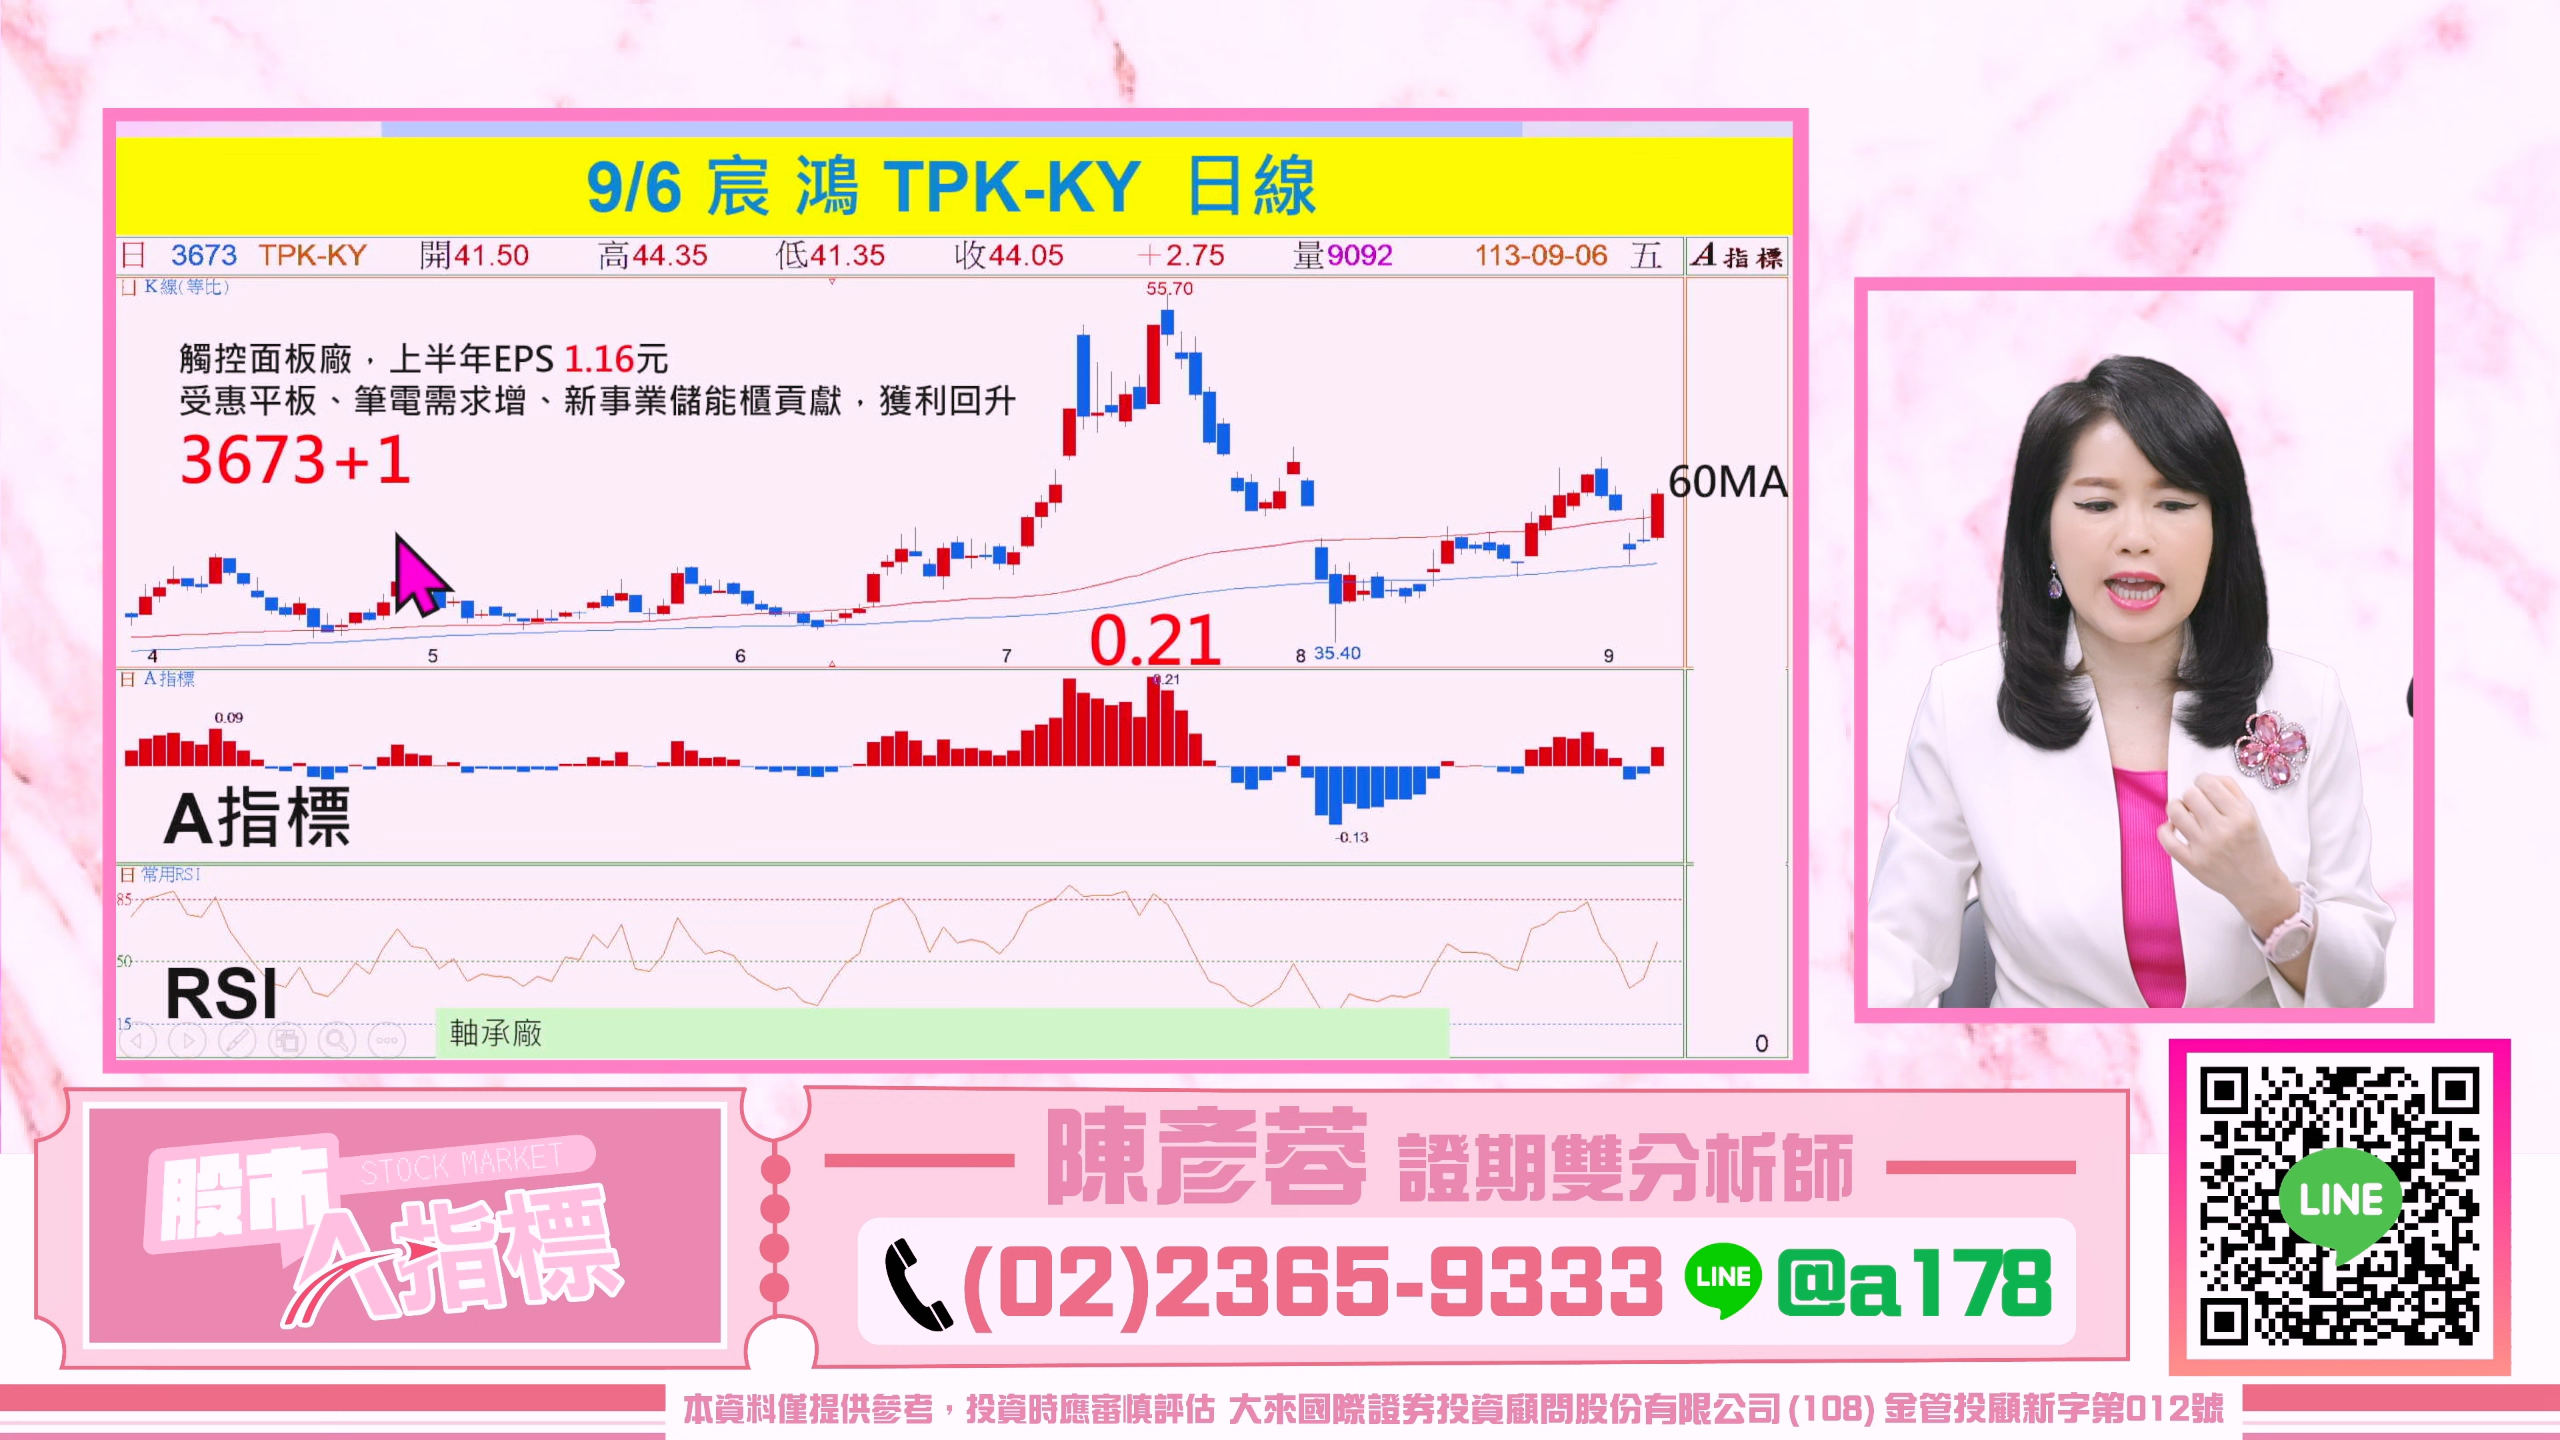 9/6 宸 鴻 TPK-KY 日線
日 3673 TPK-KY 開41.50 高44.35 低41.35 收44.05 +2.75 量9092 113-09-06 五 A指標
日 K線(等比)
55.70
觸控面板廠，上半年EPS 1.16元
受惠平板、筆電需求增、新事業儲能櫃貢獻，獲利回升
3673+1
60MA
0.21
4 5 6 7 8 35.40 9
日 A指標
0.21
0.09
A指標
-0.13
日 常用RSI
85
50
RSI
15
軸承廠
0
股市 STOCK MARKET
A指標
陳彥蓉 證期雙分析師
(02)2365-9333 LINE @a178
LINE
本資料僅提供參考，投資時應審慎評估 大來國際證券投資顧問股份有限公司 (108) 金管投顧新字第012號